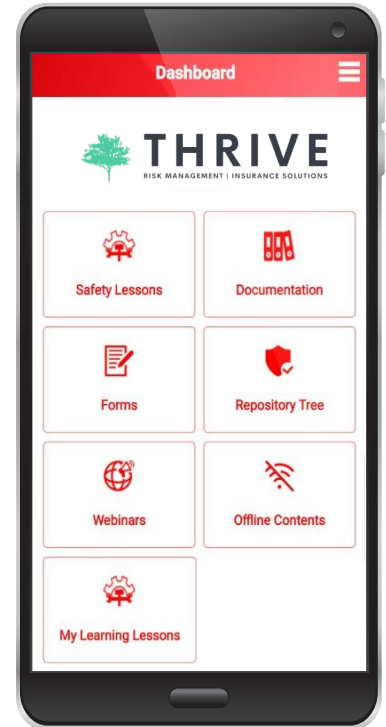 Dashboard
THRIVE
RISK MANAGEMENT | INSURANCE SOLUTIONS
Safety Lessons
Documentation
Forms
Repository Tree
Webinars
Offline Contents
My Learning Lessons